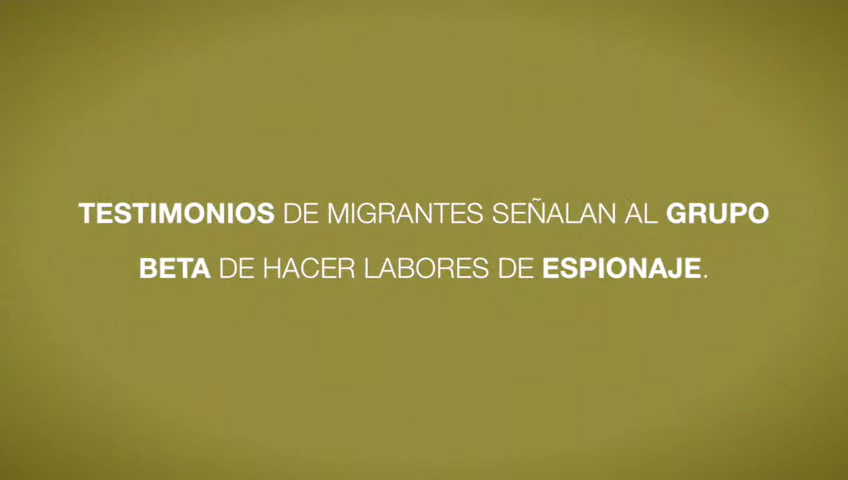 TESTIMONIOS DE MIGRANTES SEÑALAN AL GRUPO
BETA DE HACER LABORES DE ESPIONAJE.